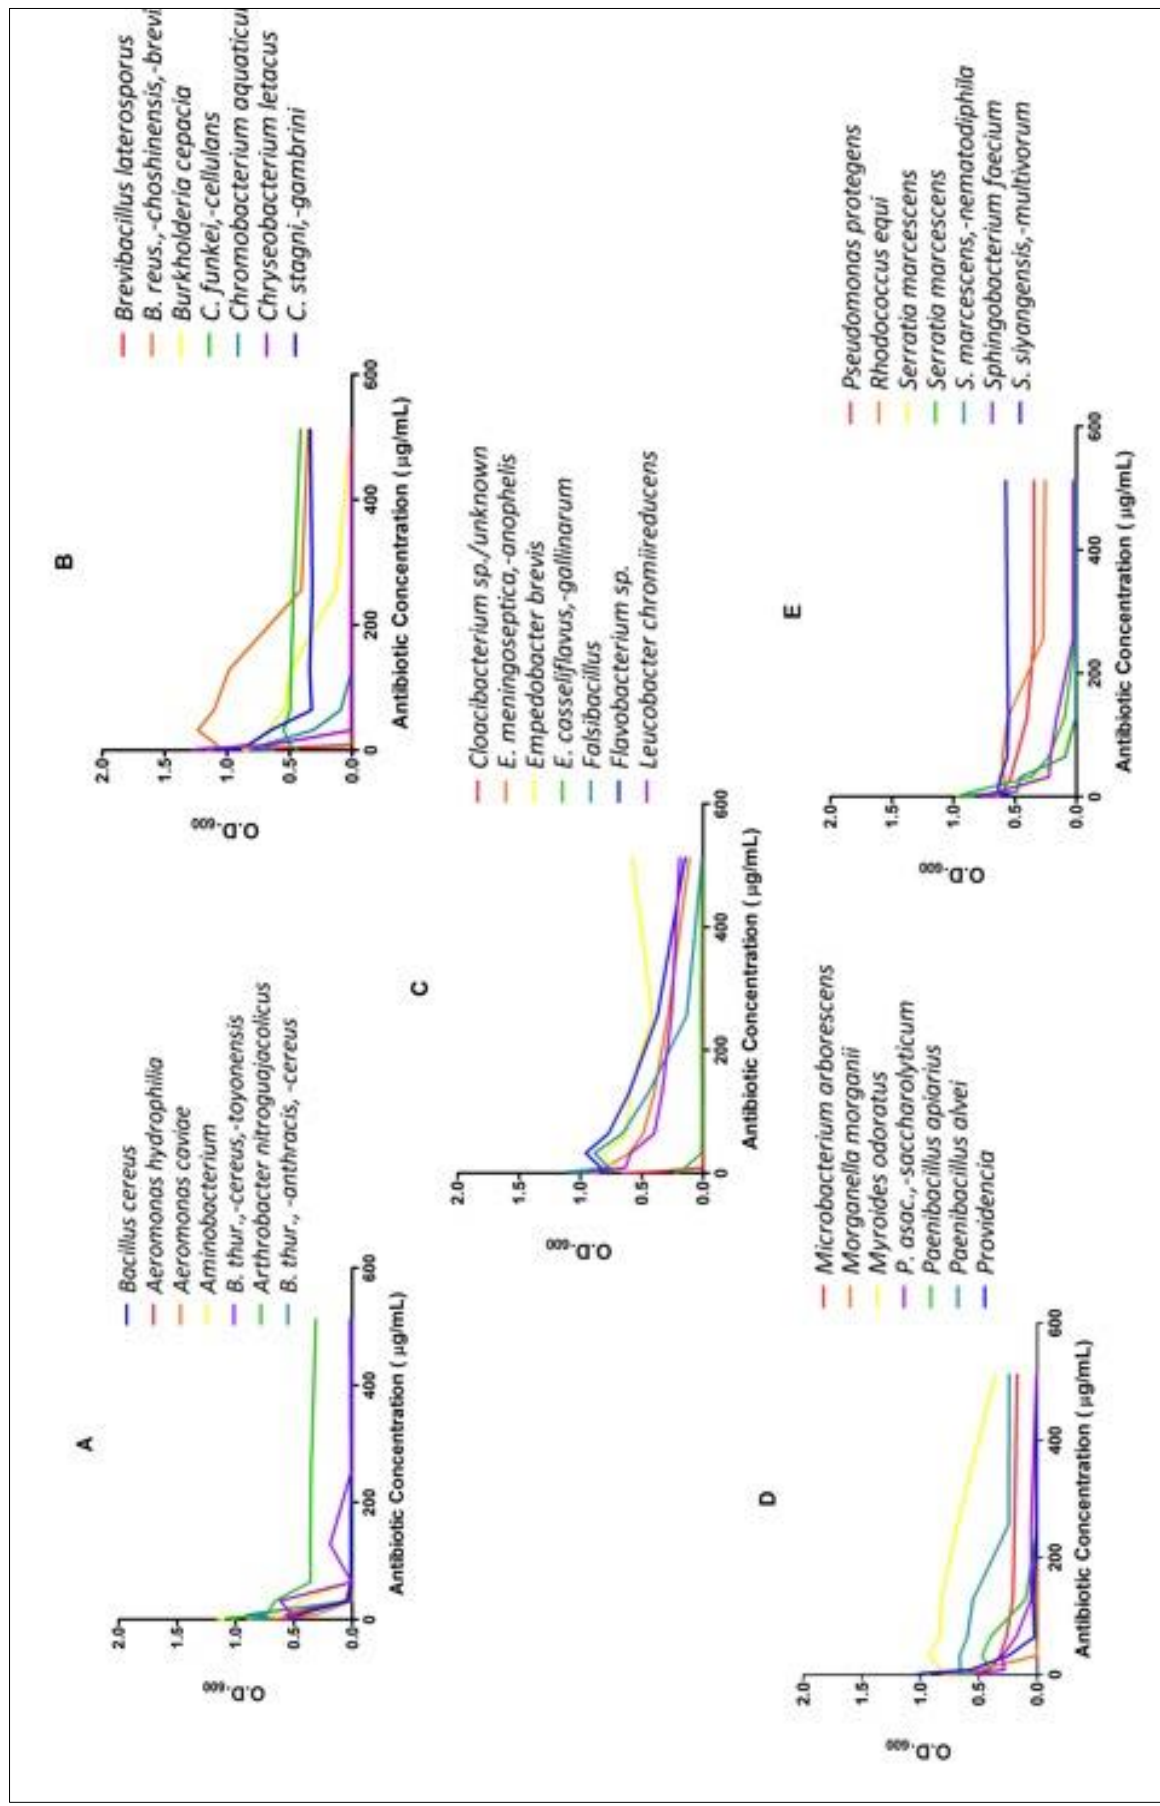 A
2.0
1.5
1.0
0.5
0.0
0
200
400
600
O.D.600
Antibiotic Concentration ( μg/mL)
Bacillus cereus
Aeromonas hydrophilia
Aeromonas caviae
Aminobacterium
B. thur.,-cereus,-toyonensis
Arthrobacter nitroguajacolicus
B. thur., -anthracis, -cereus
B
2.0
1.5
1.0
0.5
0.0
0
200
400
600
O.D.600
Antibiotic Concentration ( μg/mL)
Brevibacillus laterosporus
B. reus.,-choshinensis,-brevi
Burkholderia cepacia
C. funkei,-cellulans
Chromobacterium aquaticu
Chryseobacterium letacus
C. stagni,-gambrini
C
2.0
1.5
1.0
0.5
0.0
0
200
400
600
O.D.600
Antibiotic Concentration ( μg/mL)
Cloacibacterium sp./unknown
E. meningoseptica,-anophelis
Empedobacter brevis
E. casseliflavus,-gallinarum
Falsibacillus
Flavobacterium sp.
Leucobacter chromiireducens
D
2.0
1.5
1.0
0.5
0.0
0
200
400
600
O.D.600
Antibiotic Concentration ( μg/mL)
Microbacterium arborescens
Morganella morganii
Myroides odoratus
P. asac.,-saccharolyticum
Paenibacillus apiarius
Paenibacillus alvei
Providencia
E
2.0
1.5
1.0
0.5
0.0
0
200
400
600
O.D.600
Antibiotic Concentration ( μg/mL)
Pseudomonas protegens
Rhodococcus equi
Serratia marcescens
Serratia marcescens
S. marcescens,-nematodiphila
Sphingobacterium faecium
S. siyangensis,-multivorum